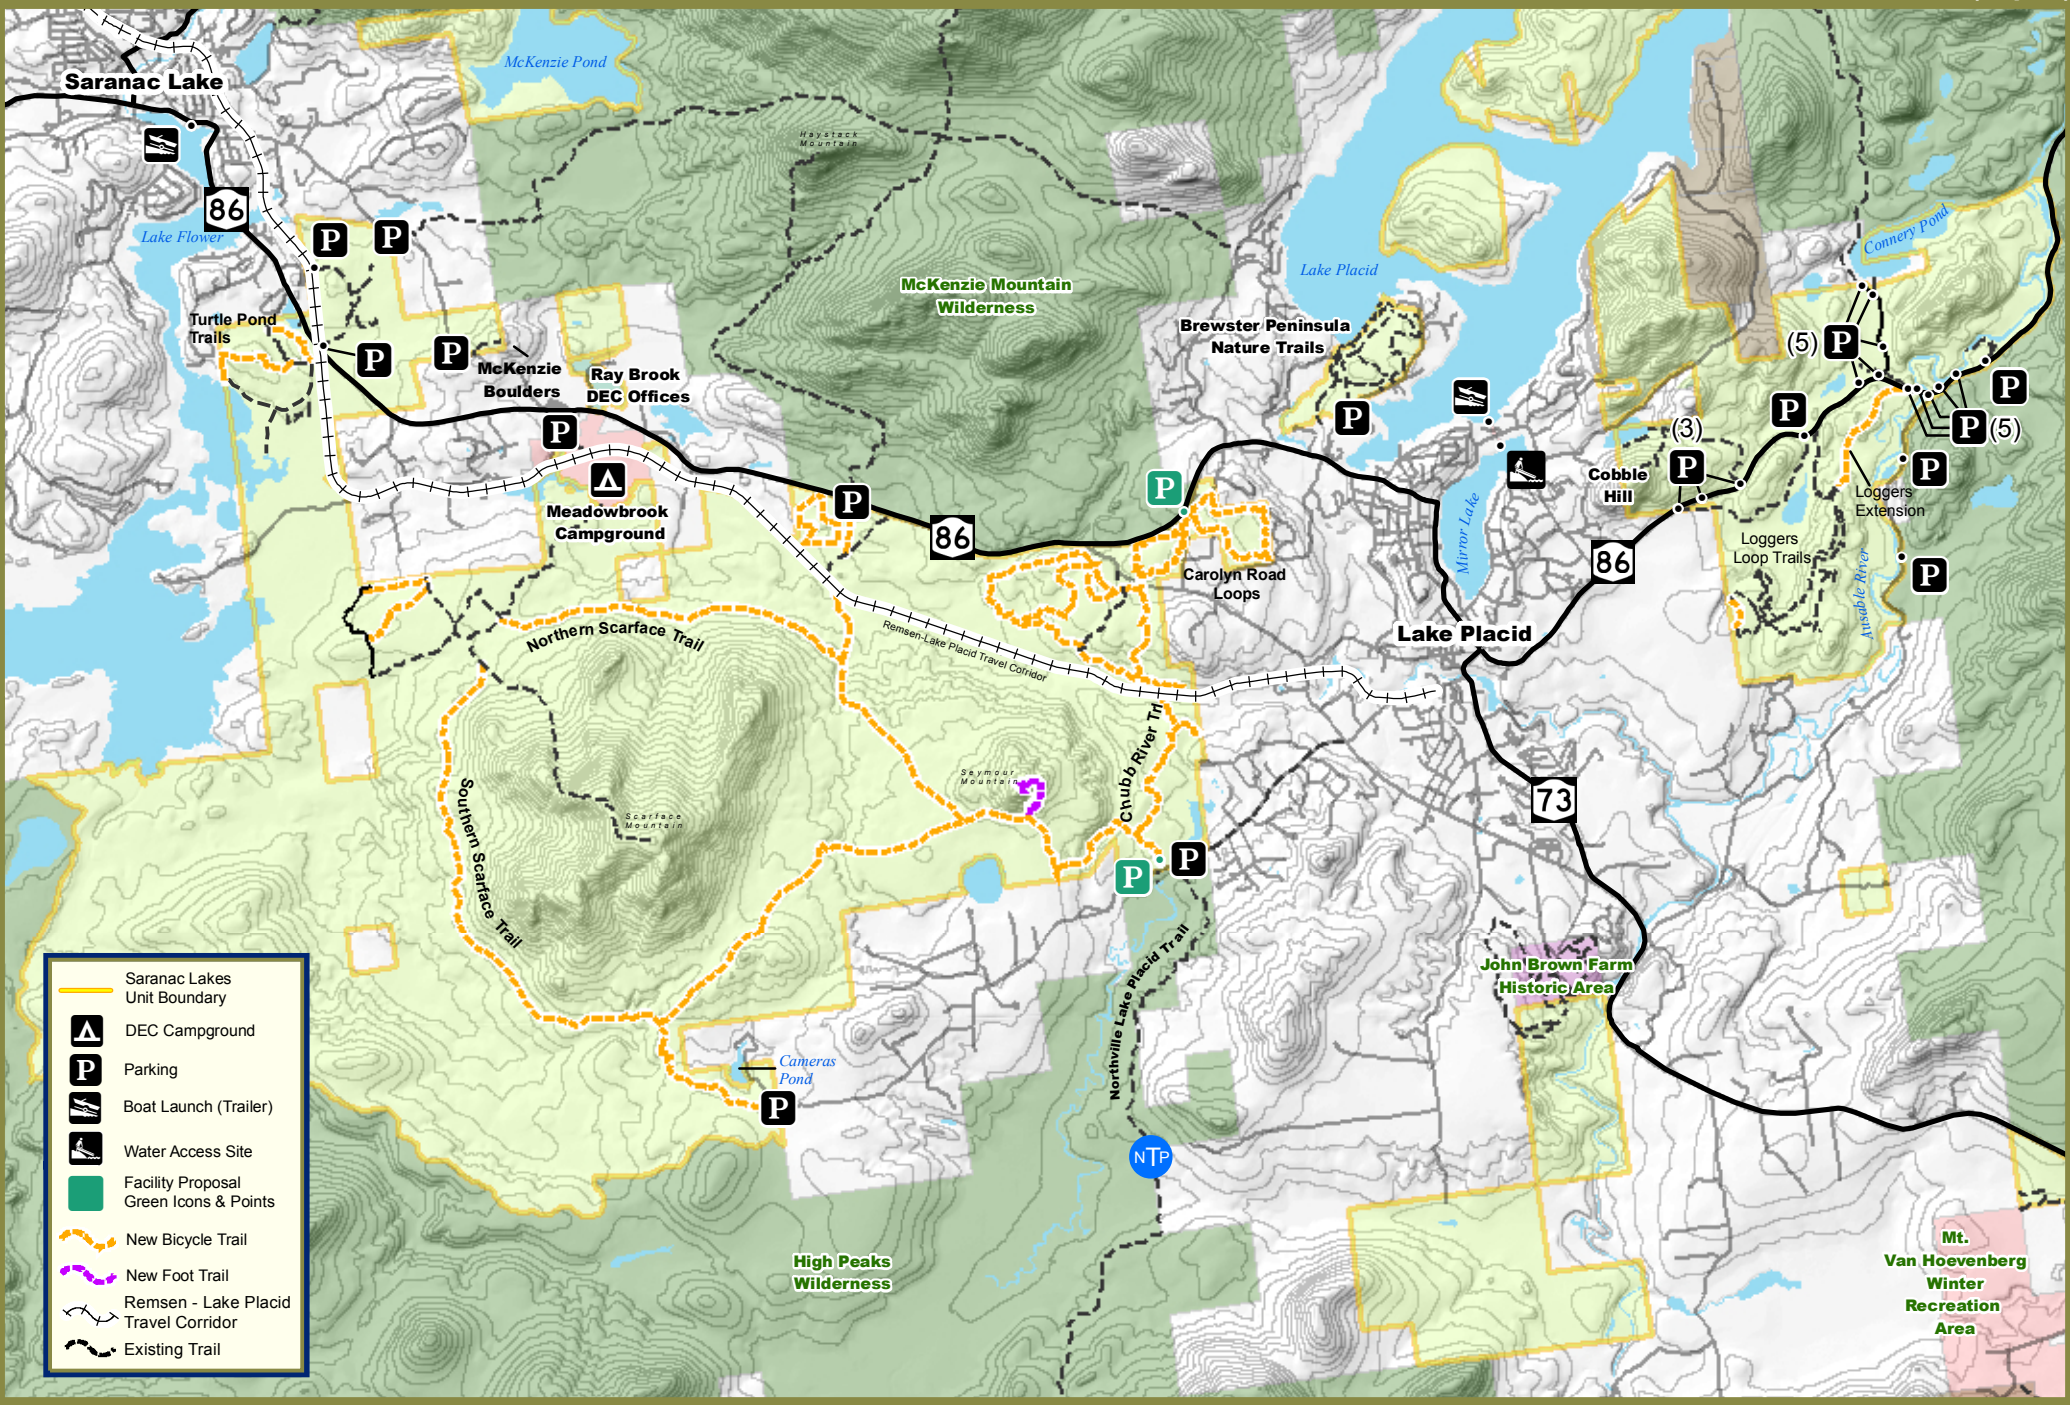 McKenzie Pond
Saranac Lake
Haystack
Mountain
86
Lake Flower
Connery Pond
Lake Placid
McKenzie Mountain
Wilderness
Turtle Pond
Trails
P
P
P
P
McKenzie
Boulders
Ray Brook
DEC Offices
Brewster Peninsula
Nature Trails
P
(5) P
P
P
P (5)
(3)
P
P
P
P
Meadowbrook
Campground
P
86
P
Carolyn Road
Loops
Mirror Lake
Cobble
Hill
86
Loggers
Extension
Loggers
Loop Trails
Ausable River
P
Lake Placid
Northern Scarface Trail
Remsen-Lake Placid Travel Corridor
Southern Scarface Trail
Scarface
Mountain
Seymour
Mountain
Chubb River Trl
73
P
P
Northville Lake Placid Trail
John Brown Farm
Historic Area
Cameras
Pond
P
NTP
High Peaks
Wilderness
Mt.
Van Hoevenberg
Winter
Recreation
Area
Saranac Lakes
Unit Boundary
DEC Campground
P Parking
Boat Launch (Trailer)
Water Access Site
Facility Proposal
Green Icons & Points
New Bicycle Trail
New Foot Trail
Remsen - Lake Placid
Travel Corridor
Existing Trail